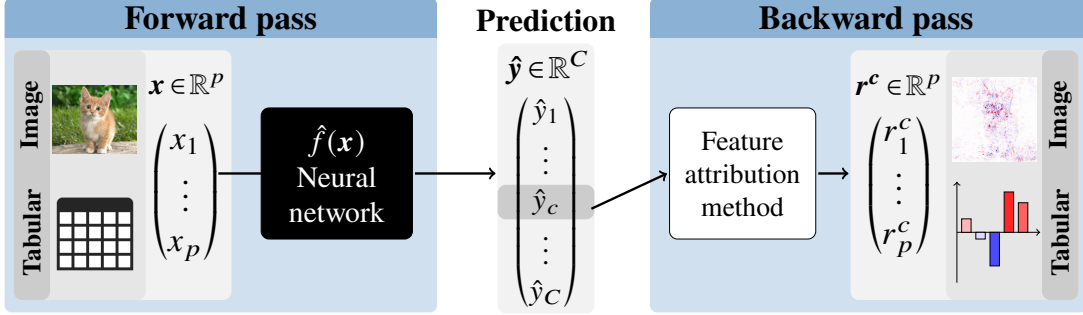 Forward pass
Prediction
Backward pass
Image
Tabular
x ∈ ℝ^p
x_1
⋮
⋮
x_p
f̂(x)
Neural
network
ŷ ∈ ℝ^C
ŷ_1
⋮
ŷ_c
⋮
ŷ_C
Feature
attribution
method
r^c ∈ ℝ^p
r_1^c
⋮
⋮
r_p^c
Image
Tabular